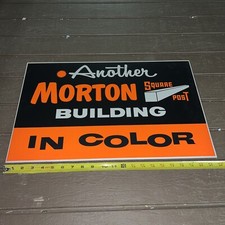 Another
MORTON SQUARE POST
BUILDING
IN COLOR